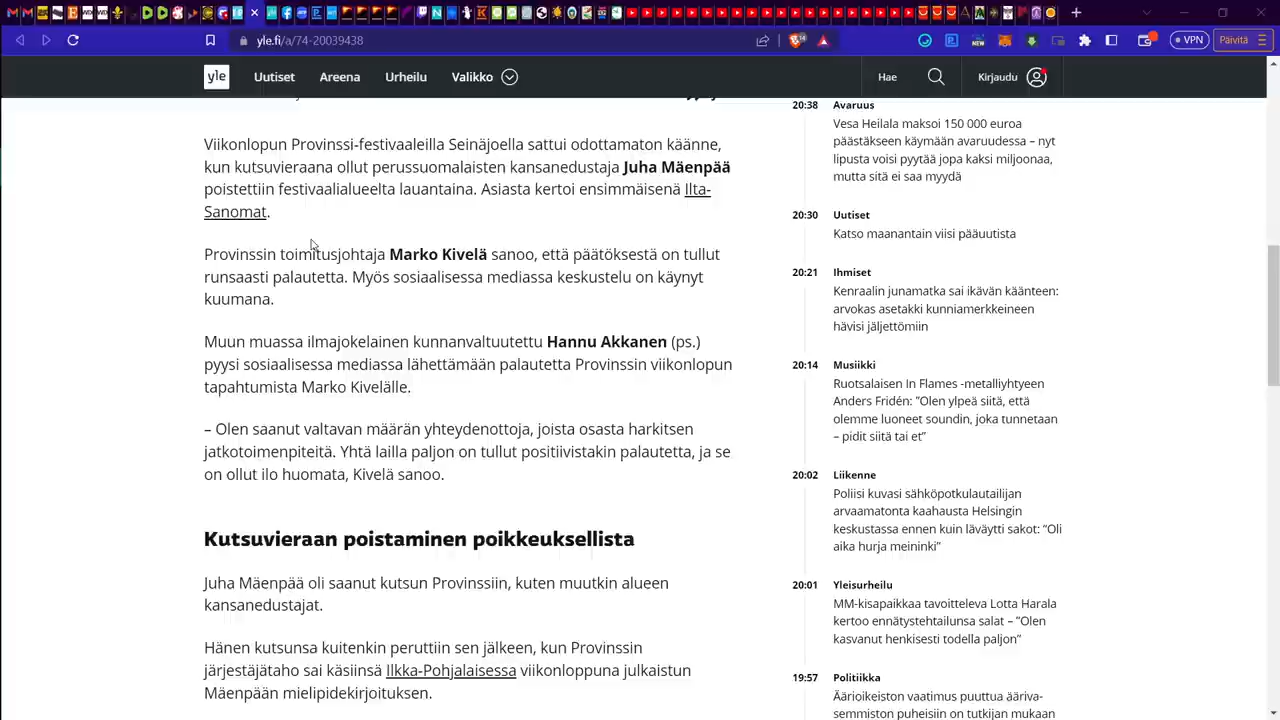 yle.fi/a/74-20039438
14
NEW
VPN
Päivitä
yle
Uutiset
Areena
Urheilu
Valikko
Hae
Kirjaudu
Viikonlopun Provinssi-festivaaleilla Seinäjoella sattui odottamaton käänne,
kun kutsuvieraana ollut perussuomalaisten kansanedustaja Juha Mäenpää
poistettiin festivaalialueelta lauantaina. Asiasta kertoi ensimmäisenä Ilta-
Sanomat.
Provinssin toimitusjohtaja Marko Kivelä sanoo, että päätöksestä on tullut
runsaasti palautetta. Myös sosiaalisessa mediassa keskustelu on käynyt
kuumana.
Muun muassa ilmajokelainen kunnanvaltuutettu Hannu Akkanen (ps.)
pyysi sosiaalisessa mediassa lähettämään palautetta Provinssin viikonlopun
tapahtumista Marko Kivelälle.
– Olen saanut valtavan määrän yhteydenottoja, joista osasta harkitsen
jatkotoimenpiteitä. Yhtä lailla paljon on tullut positiivistakin palautetta, ja se
on ollut ilo huomata, Kivelä sanoo.
Kutsuvieraan poistaminen poikkeuksellista
Juha Mäenpää oli saanut kutsun Provinssiin, kuten muutkin alueen
kansanedustajat.
Hänen kutsunsa kuitenkin peruttiin sen jälkeen, kun Provinssin
järjestäjätaho sai käsiinsä Ilkka-Pohjalaisessa viikonloppuna julkaistun
Mäenpään mielipidekirjoituksen.
20:38 Avaruus
Vesa Heilala maksoi 150 000 euroa
päästäkseen käymään avaruudessa – nyt
lipusta voisi pyytää jopa kaksi miljoonaa,
mutta sitä ei saa myydä
20:30 Uutiset
Katso maanantain viisi pääuutista
20:21 Ihmiset
Kenraalin junamatka sai ikävän käänteen:
arvokas asetakki kunniamerkkeineen
hävisi jäljettömiin
20:14 Musiikki
Ruotsalaisen In Flames -metalliyhtyeen
Anders Fridén: ”Olen ylpeä siitä, että
olemme luoneet soundin, joka tunnetaan
– pidit siitä tai et”
20:02 Liikenne
Poliisi kuvasi sähköpotkulautailijan
arvaamatonta kaahausta Helsingin
keskustassa ennen kuin läväytti sakot: ”Oli
aika hurja meininki”
20:01 Yleisurheilu
MM-kisapaikkaa tavoitteleva Lotta Harala
kertoo ennätystehtailunsa salat – ”Olen
kasvanut henkisesti todella paljon”
19:57 Politiikka
Äärioikeiston vaatimus puuttua ääriva-
semmiston puheisiin on tutkijan mukaan